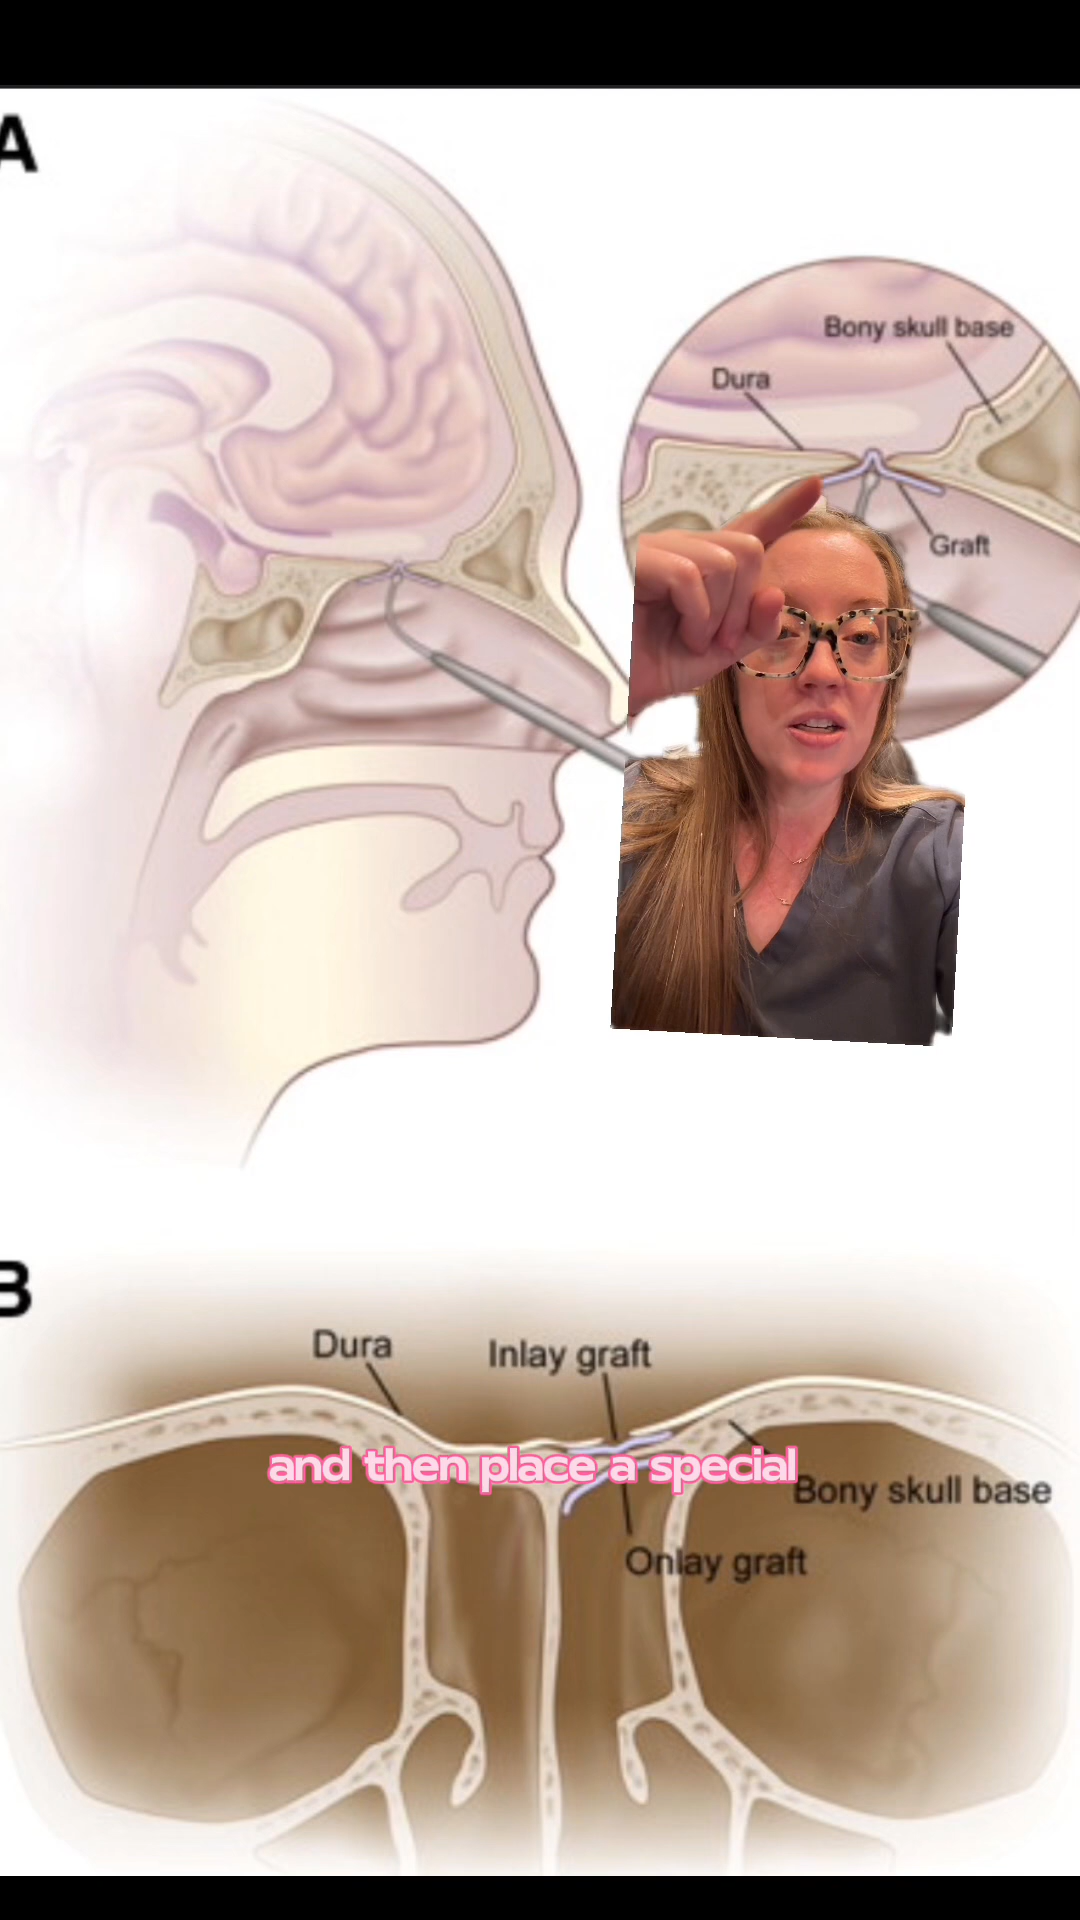 A
Bony skull base
Dura
Graft
B
Dura
Inlay graft
and then place a special
Bony skull base
Onlay graft